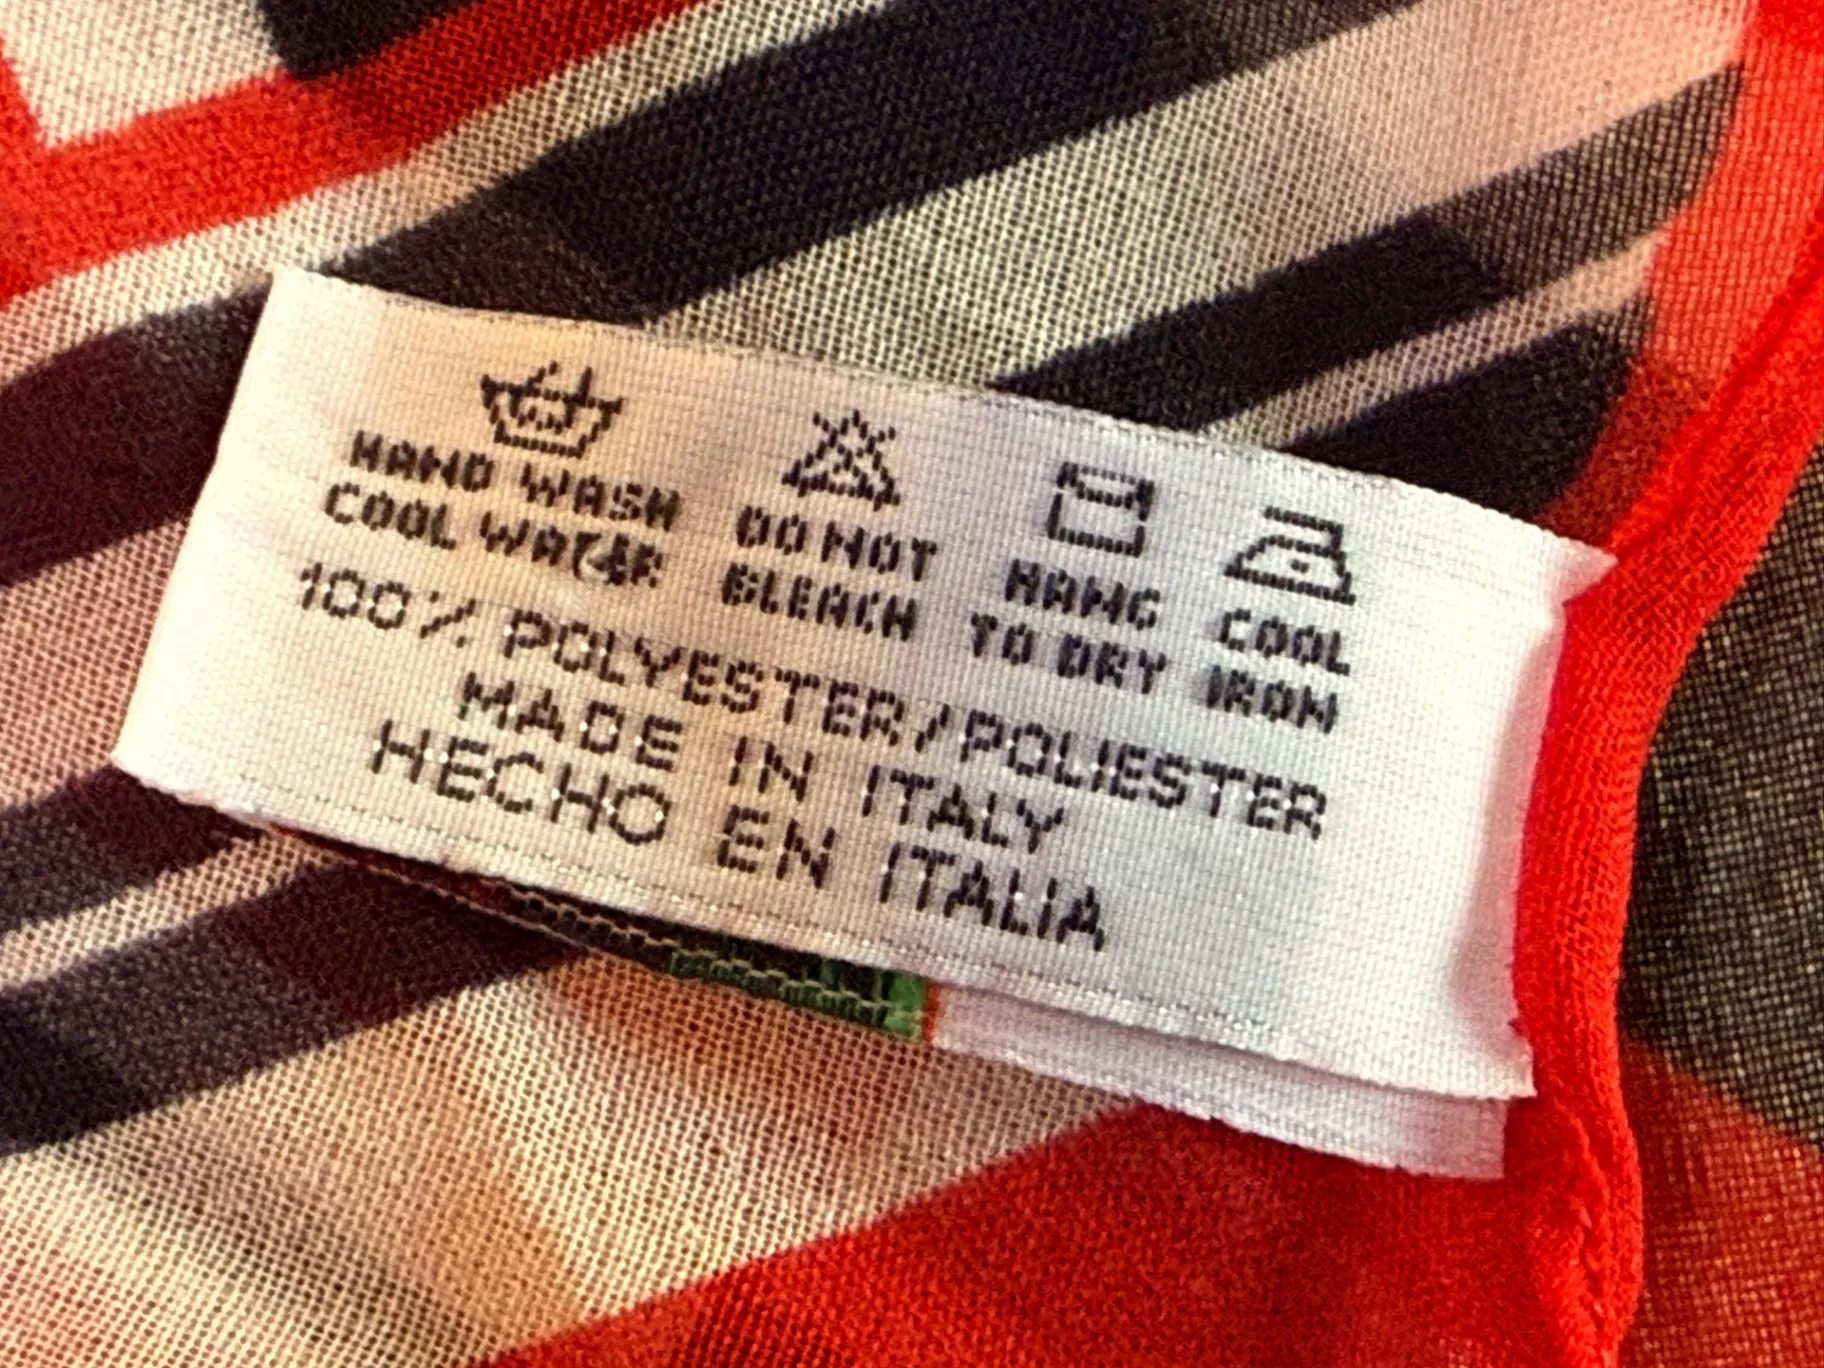 HAND WASH
COOL WATER
DO NOT
BLEACH
HANG
TO DRY
COOL
IRON
100% POLYESTER/POLIESTER
MADE IN ITALY
HECHO EN ITALIA